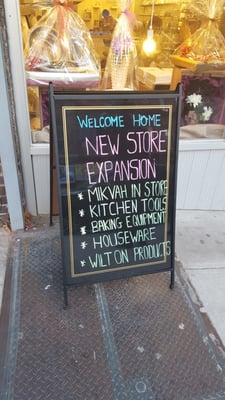 WELCOME HOME
NEW STORE
EXPANSION
* MIKVAH IN STORE
* KITCHEN TOOLS
* BAKING EQUIPMENT
* HOUSEWARE
* WILTON PRODUCTS